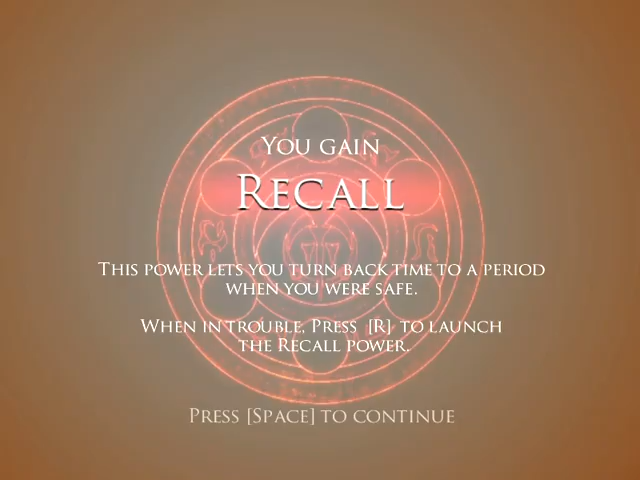 You gain
Recall
This power lets you turn back time to a period
when you were safe.
When in trouble, Press [R] to launch
the Recall power.
Press [Space] to continue